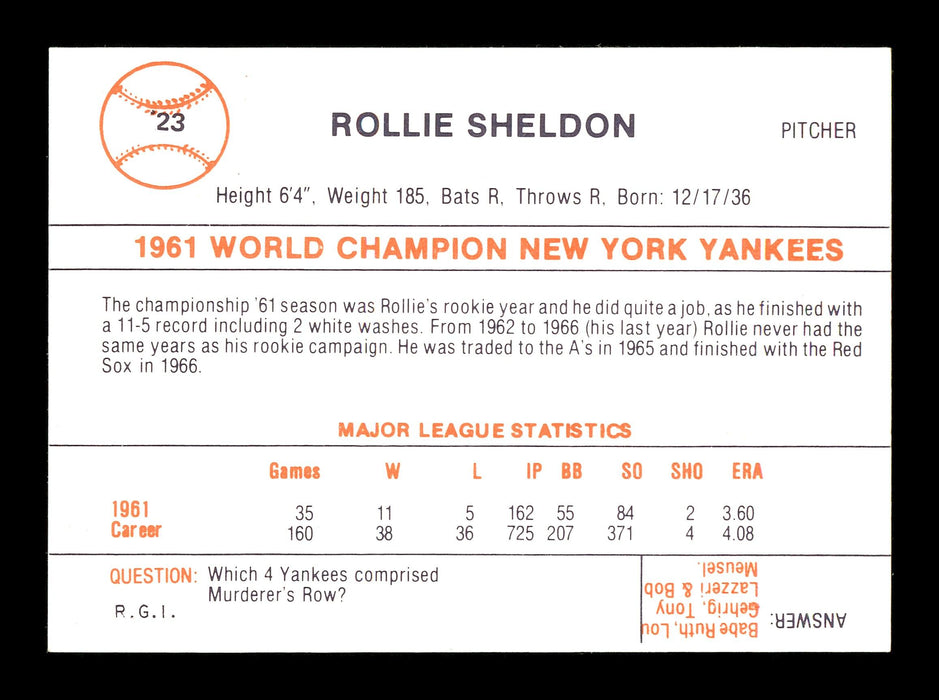 23
ROLLIE SHELDON
PITCHER
Height 6'4", Weight 185, Bats R, Throws R, Born: 12/17/36
1961 WORLD CHAMPION NEW YORK YANKEES
The championship '61 season was Rollie's rookie year and he did quite a job, as he finished with
a 11-5 record including 2 white washes. From 1962 to 1966 (his last year) Rollie never had the
same years as his rookie campaign. He was traded to the A's in 1965 and finished with the Red
Sox in 1966.
MAJOR LEAGUE STATISTICS
Games W L IP BB SO SHO ERA
1961 35 11 5 162 55 84 2 3.60
Career 160 38 36 725 207 371 4 4.08
QUESTION: Which 4 Yankees comprised
Murderer's Row?
R.G.I.
ANSWER: Babe Ruth, Lou
Gehrig, Tony
Lazzeri & Bob
Meusel.